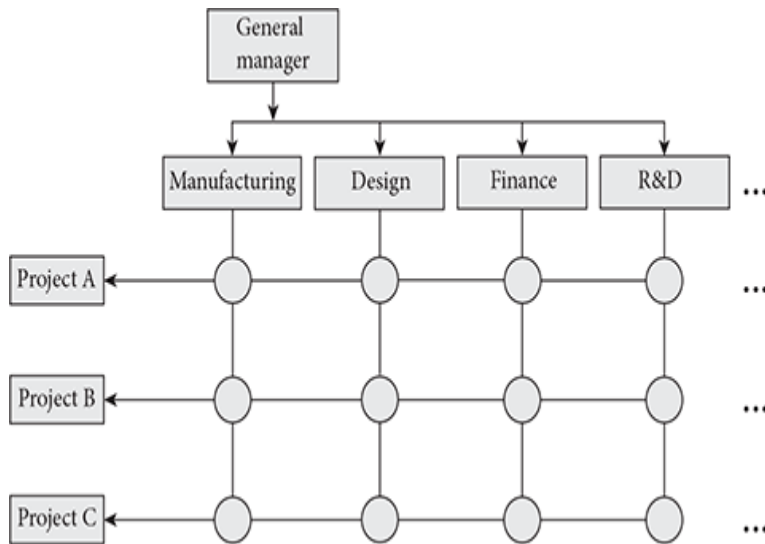 General
manager
Manufacturing
Design
Finance
R&D
...
Project A
...
Project B
...
Project C
...